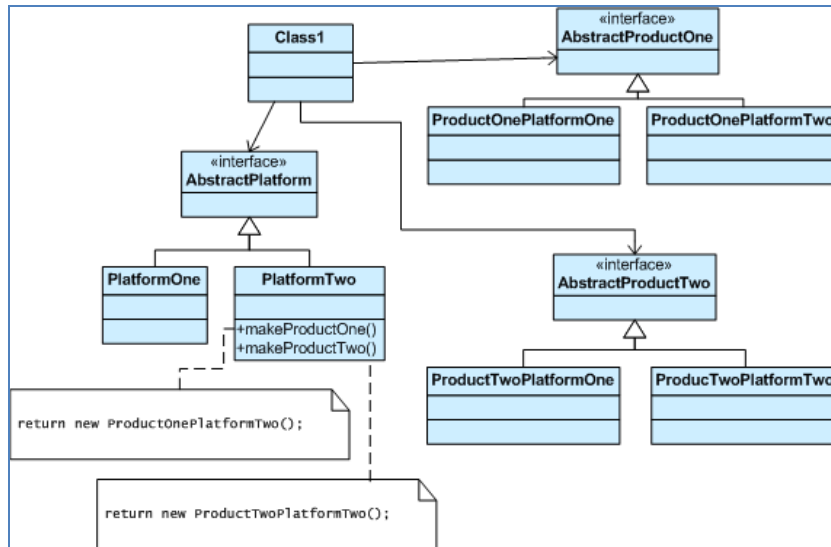 Class1
«interface»
AbstractProductOne
ProductOnePlatformOne
ProductOnePlatformTwo
«interface»
AbstractPlatform
PlatformOne
PlatformTwo
+makeProductOne()
+makeProductTwo()
«interface»
AbstractProductTwo
ProductTwoPlatformOne
ProducTwoPlatformTwo
return new ProductOnePlatformTwo();
return new ProductTwoPlatformTwo();